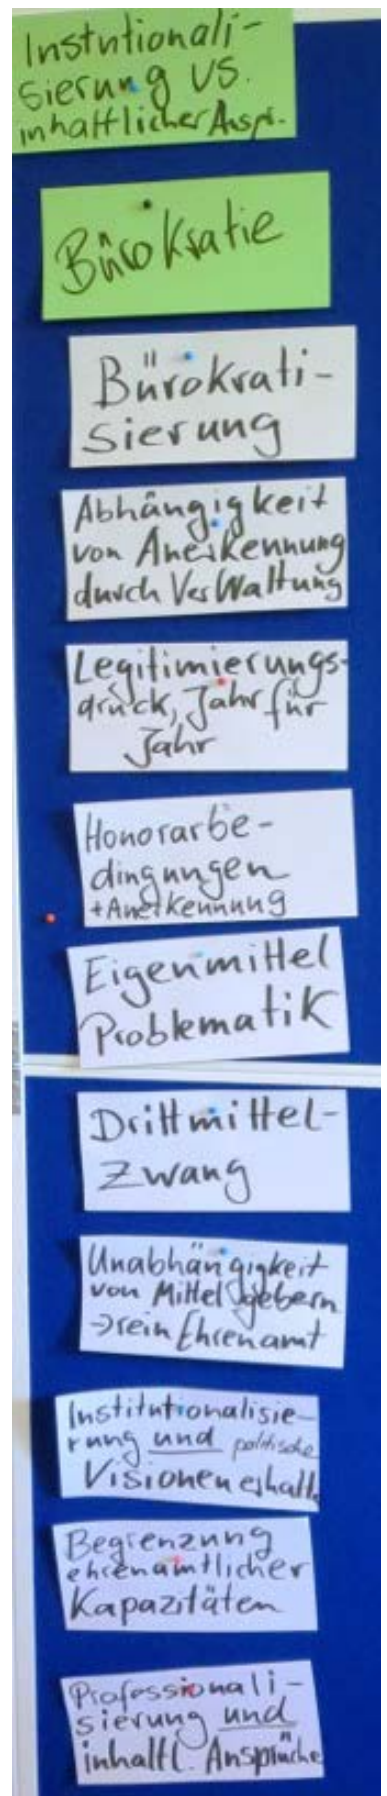 Instutionali-
sierung vs.
inhaltlicher Anspr.
Bürokratie
Bürokrati-
sierung
Abhängigkeit
von Anerkennung
durch Verwaltung
Legitimierungs-
druck, Jahr für
Jahr
Honorarbe-
dingungen
+Anerkennung
Eigenmittel
Problematik
Drittmittel-
zwang
Unabhängigkeit
von Mittelgebern
→rein Ehrenamt
Institutionalisie-
rung und politische
Visionen erhalt
Begrenzung
ehrenamtlicher
Kapazitäten
Professionali-
sierung und
inhaltl. Ansprüche